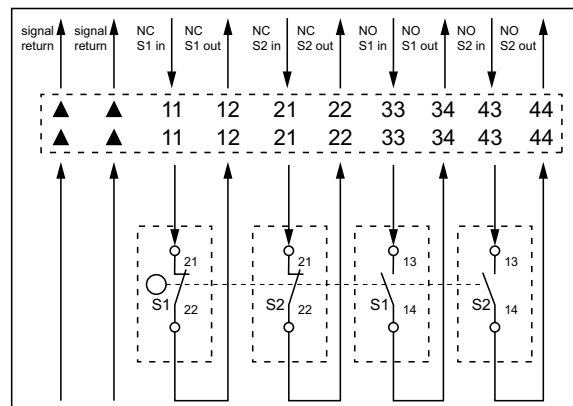 signal
return
signal
return
NC
S1 in
NC
S1 out
NC
S2 in
NC
S2 out
NO
S1 in
NO
S1 out
NO
S2 in
NO
S2 out
11 12 21 22 33 34 43 44
11 12 21 22 33 34 43 44
21 21 13 13
S1 S2 S1 S2
22 22 14 14